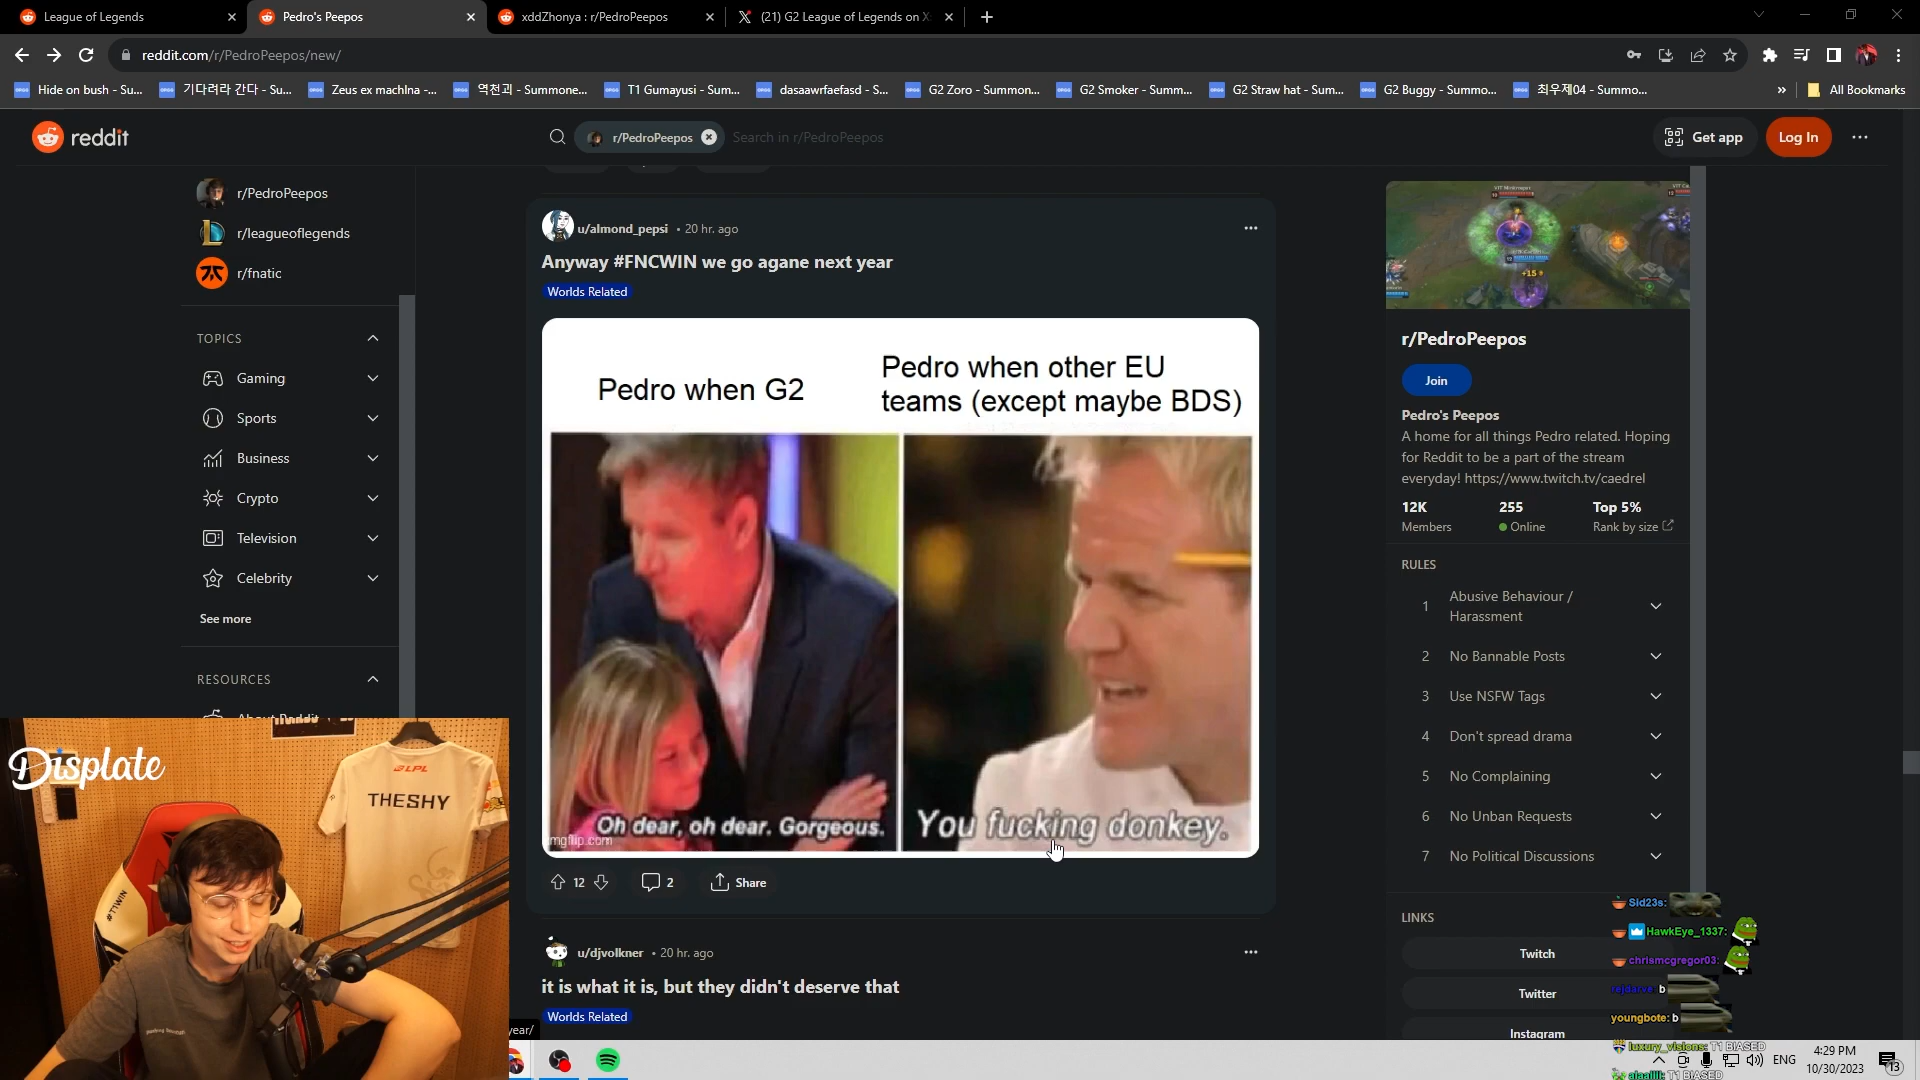 League of Legends
Pedro's Peepos
xddZhonya : r/PedroPeepos
(21) G2 League of Legends on X
reddit.com/r/PedroPeepos/new/
Hide on bush - Su...
기다려라 간다 - Su...
Zeus ex machIna -...
역천괴 - Summone...
T1 Gumayusi - Sum...
dasaawrfaefasd - S...
G2 Zoro - Summon...
G2 Smoker - Summ...
G2 Straw hat - Sum...
G2 Buggy - Summo...
최우제04 - Summo...
»
All Bookmarks
reddit
r/PedroPeepos
Search in r/PedroPeepos
Get app
Log In
r/PedroPeepos
r/leagueoflegends
r/fnatic
TOPICS
Gaming
Sports
Business
Crypto
Television
Celebrity
See more
RESOURCES
About Reddit
u/almond_pepsi • 20 hr. ago
Anyway #FNCWIN we go agane next year
Worlds Related
Pedro when G2
Pedro when other EU
teams (except maybe BDS)
Oh dear, oh dear. Gorgeous.
You fucking donkey.
imgflip.com
12
2
Share
u/djvolkner • 20 hr. ago
it is what it is, but they didn't deserve that
Worlds Related
year/
+15
r/PedroPeepos
Join
Pedro's Peepos
A home for all things Pedro related. Hoping
for Reddit to be a part of the stream
everyday! https://www.twitch.tv/caedrel
12K
Members
255
Online
Top 5%
Rank by size
RULES
1 Abusive Behaviour /
Harassment
2 No Bannable Posts
3 Use NSFW Tags
4 Don't spread drama
5 No Complaining
6 No Unban Requests
7 No Political Discussions
LINKS
Twitch
Twitter
Instagram
Sid23s:
HawkEye_1337:
chrismcgregor03:
b
youngbote: b
luxury_visions: T1 BIASED
T1 BIASED
Displate
LPL
THESHY
#T1WIN
ENG
4:29 PM
10/30/2023
13